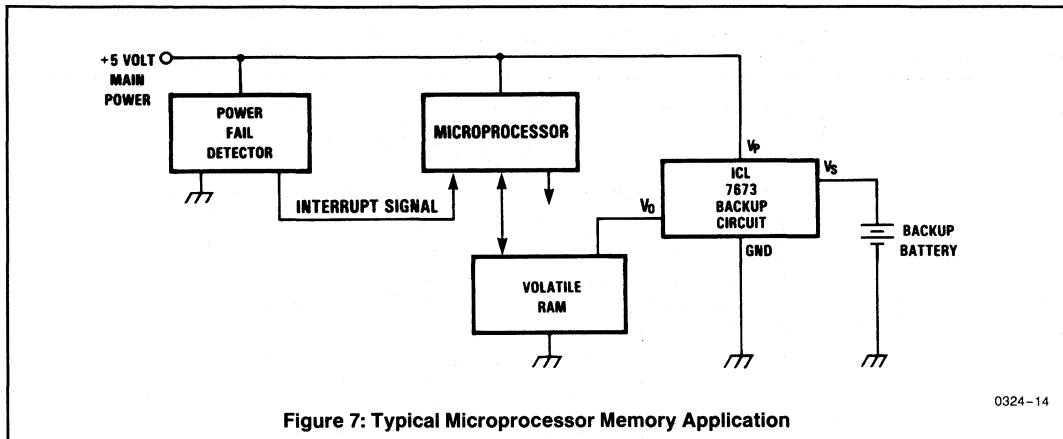 +5 VOLT
MAIN
POWER
POWER
FAIL
DETECTOR
MICROPROCESSOR
INTERRUPT SIGNAL
VOLATILE
RAM
VO
VP
VS
ICL
7673
BACKUP
CIRCUIT
GND
BACKUP
BATTERY
0324-14
Figure 7: Typical Microprocessor Memory Application